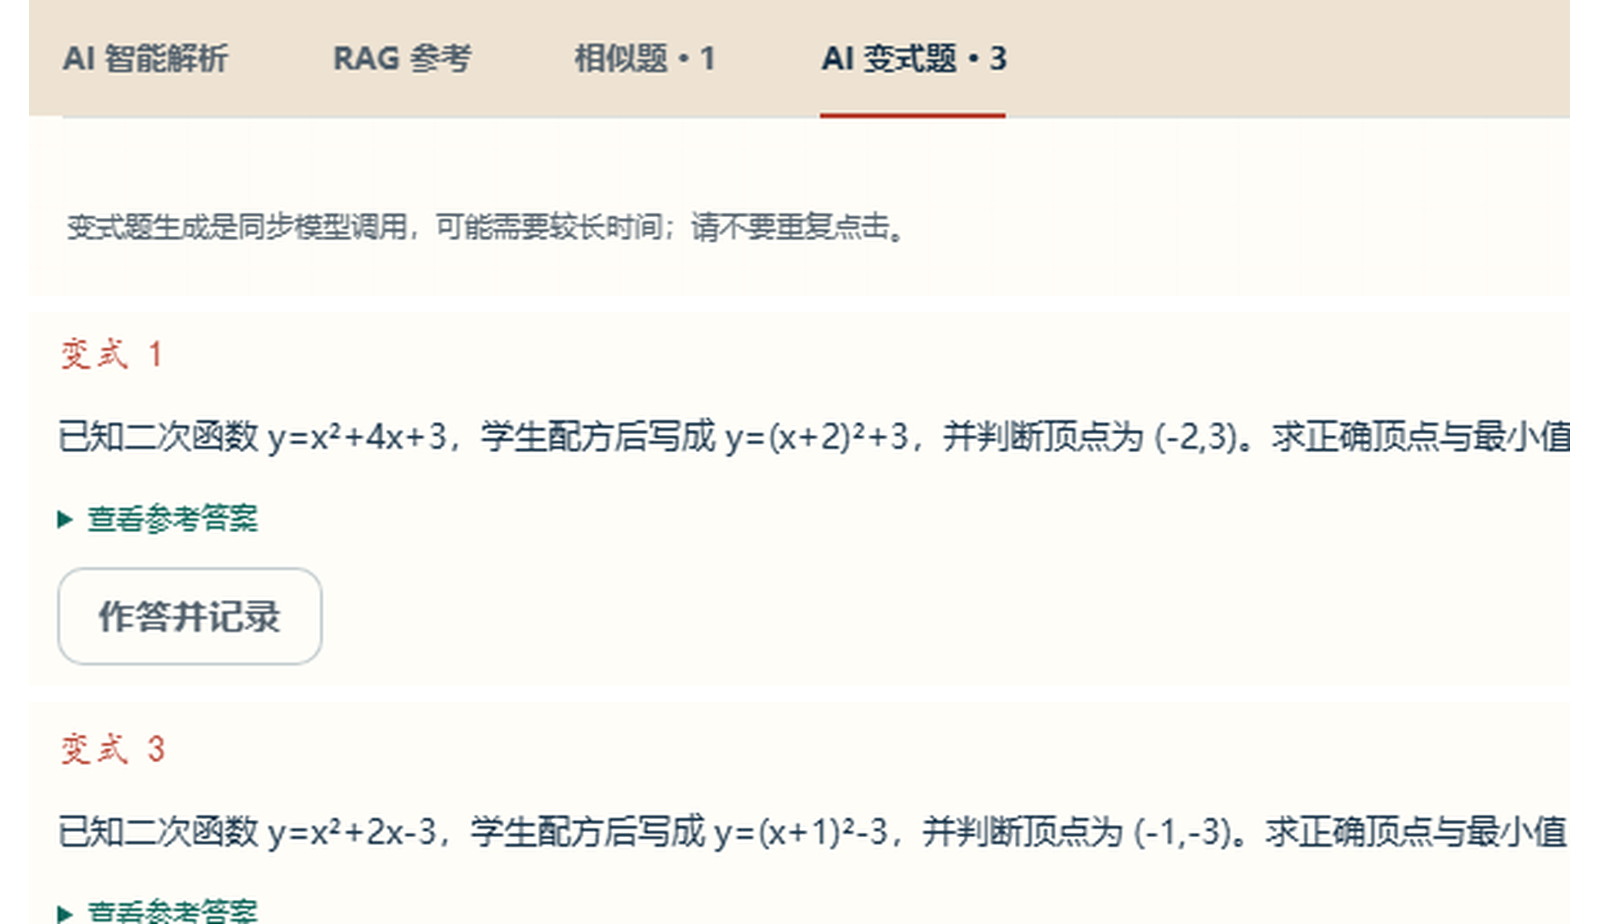 AI 智能解析 RAG 参考 相似题·1 AI 变式题·3
变式题生成是同步模型调用，可能需要较长时间；请不要重复点击。
变式 1
已知二次函数 y=x²+4x+3，学生配方后写成 y=(x+2)²+3，并判断顶点为 (-2,3)。求正确顶点与最小值
▶ 查看参考答案
作答并记录
变式 3
已知二次函数 y=x²+2x-3，学生配方后写成 y=(x+1)²-3，并判断顶点为 (-1,-3)。求正确顶点与最小值
▶ 查看参考答案